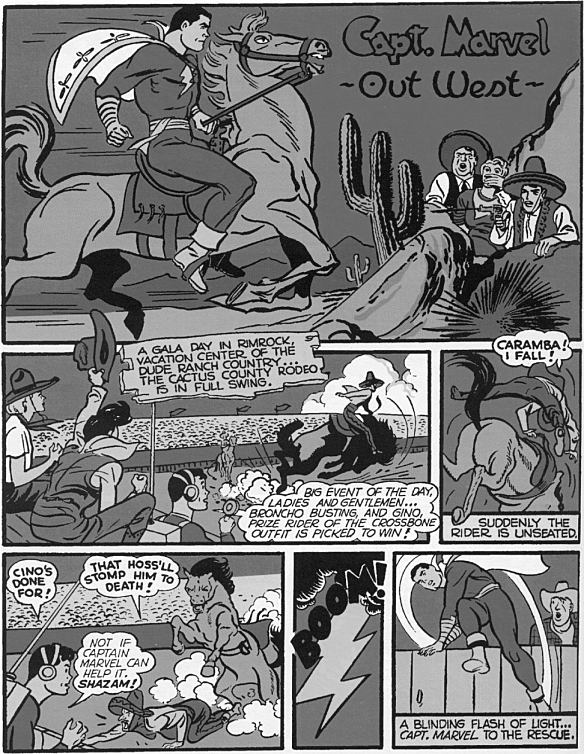 Capt. Marvel
~Out West~
A GALA DAY IN RIMROCK,
VACATION CENTER OF THE
DUDE RANCH COUNTRY...
THE CACTUS COUNTY RODEO
IS IN FULL SWING.
BIG EVENT OF THE DAY,
LADIES AND GENTLEMEN...
BRONCHO BUSTING, AND GINO,
PRIZE RIDER OF THE CROSSBONE
OUTFIT IS PICKED TO WIN!
CARAMBA!
I FALL!
SUDDENLY THE
RIDER IS UNSEATED.
CINO'S
DONE
FOR!
THAT HOSS'LL
STOMP HIM TO
DEATH!
NOT IF
CAPTAIN
MARVEL CAN
HELP IT.
SHAZAM!
BOOM!
A BLINDING FLASH OF LIGHT...
CAPT. MARVEL TO THE RESCUE.